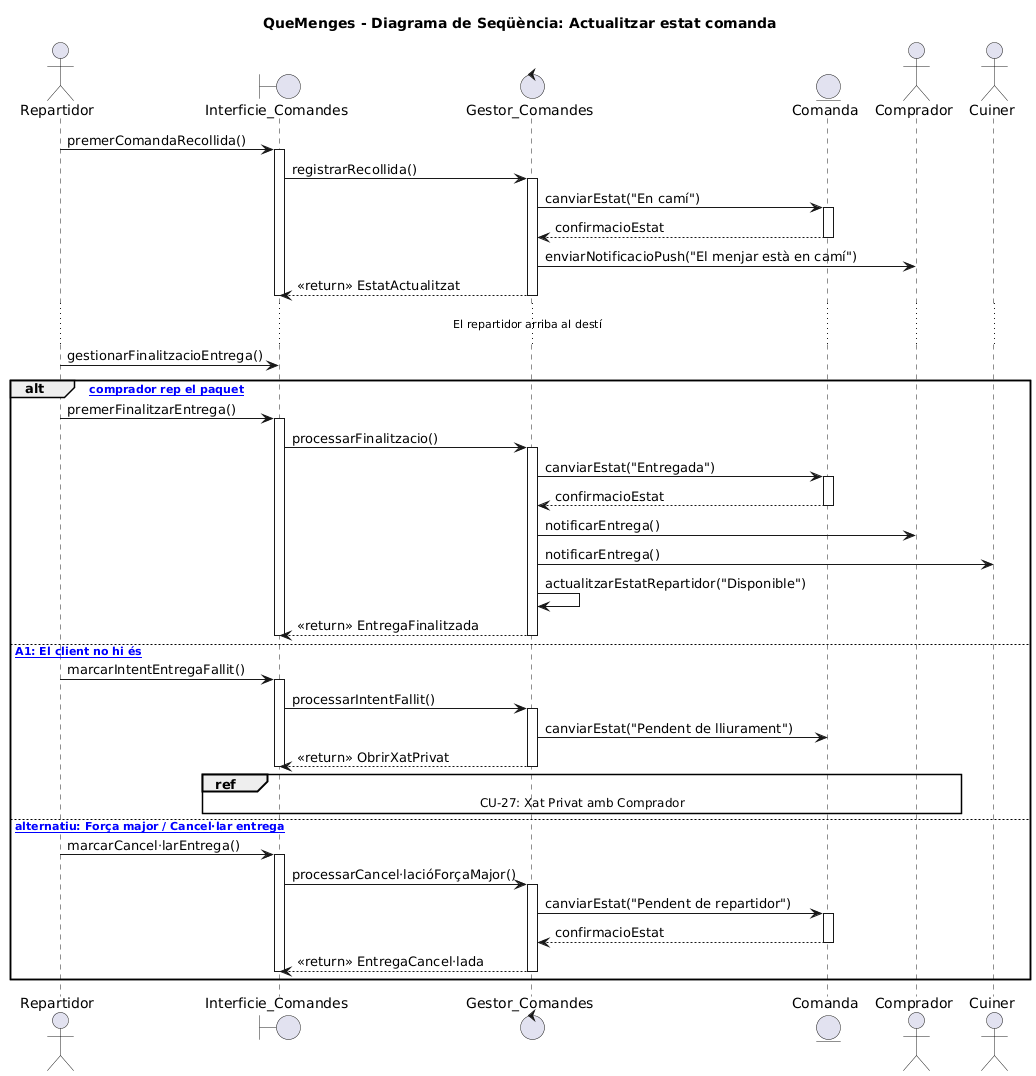 QueMenges - Diagrama de Seqüència: Actualitzar estat comanda
Repartidor
Interficie_Comandes
Gestor_Comandes
Comanda
Comprador
Cuiner
premerComandaRecollida()
registrarRecollida()
canviarEstat("En camí")
confirmacioEstat
enviarNotificacioPush("El menjar està en camí")
«return» EstatActualitzat
El repartidor arriba al destí
gestionarFinalitzacioEntrega()
alt
comprador rep el paquet
premerFinalitzarEntrega()
processarFinalitzacio()
canviarEstat("Entregada")
confirmacioEstat
notificarEntrega()
notificarEntrega()
actualitzarEstatRepartidor("Disponible")
«return» EntregaFinalitzada
A1: El client no hi és
marcarIntentEntregaFallit()
processarIntentFallit()
canviarEstat("Pendent de lliurament")
«return» ObrirXatPrivat
ref
CU-27: Xat Privat amb Comprador
alternatiu: Força major / Cancel·lar entrega
marcarCancel·larEntrega()
processarCancel·lacióForçaMajor()
canviarEstat("Pendent de repartidor")
confirmacioEstat
«return» EntregaCancel·lada
Repartidor
Interficie_Comandes
Gestor_Comandes
Comanda
Comprador
Cuiner